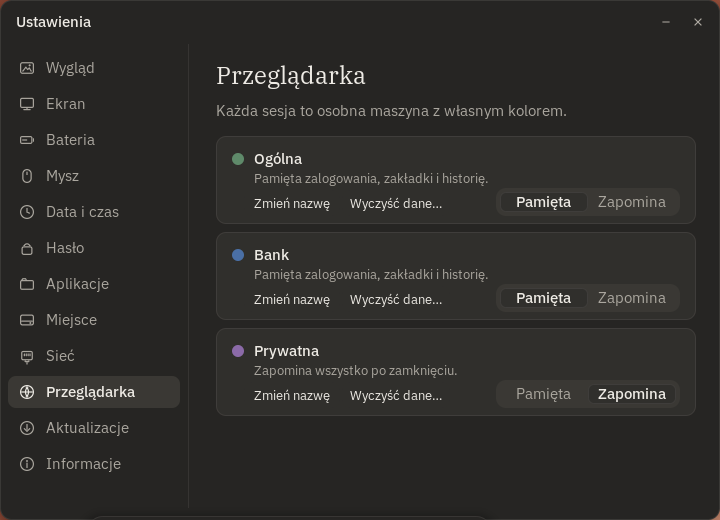 Ustawienia
Wygląd
Ekran
Bateria
Mysz
Data i czas
Hasło
Aplikacje
Miejsce
Sieć
Przeglądarka
Aktualizacje
Informacje
Przeglądarka
Każda sesja to osobna maszyna z własnym kolorem.
Ogólna
Pamięta zalogowania, zakładki i historię.
Zmień nazwę Wyczyść dane... Pamięta Zapomina
Bank
Pamięta zalogowania, zakładki i historię.
Zmień nazwę Wyczyść dane... Pamięta Zapomina
Prywatna
Zapomina wszystko po zamknięciu.
Zmień nazwę Wyczyść dane... Pamięta Zapomina